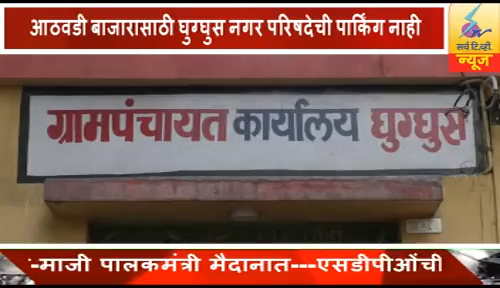 आठवडी बाजारासाठी घुग्घुस नगर परिषदेची पार्किंग नाही
सर्च टि.व्ही
न्यूज
ग्रामपंचायत कार्यालय घुग्घुस
-माजी पालकमंत्री मैदानात---एसडीपीओंची